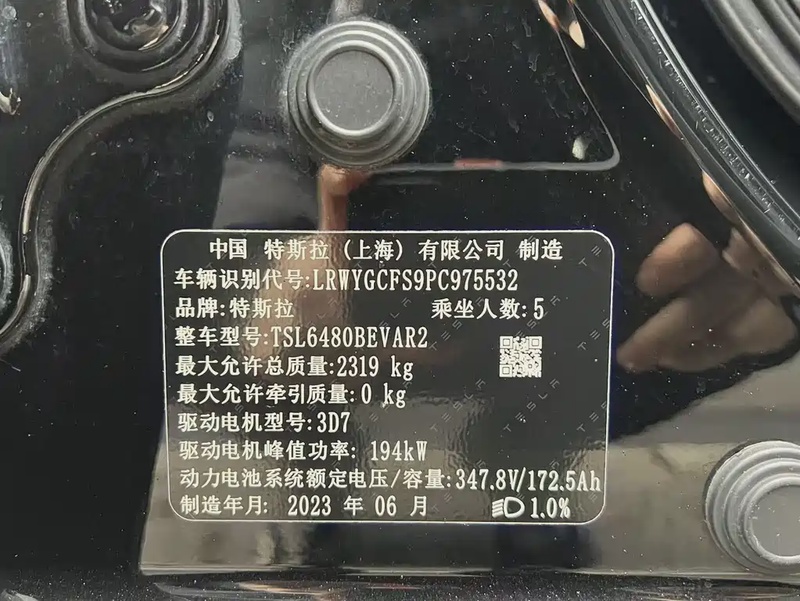 中国 特斯拉(上海)有限公司 制造
车辆识别代号:LRWYGCFS9PC975532
品牌:特斯拉 乘坐人数:5
整车型号:TSL6480BEVAR2
最大允许总质量:2319 kg
最大允许牵引质量:0 kg
驱动电机型号:3D7
驱动电机峰值功率: 194kW
动力电池系统额定电压/容量:347.8V/172.5Ah
制造年月: 2023 年 06 月 1.0%
TESLA